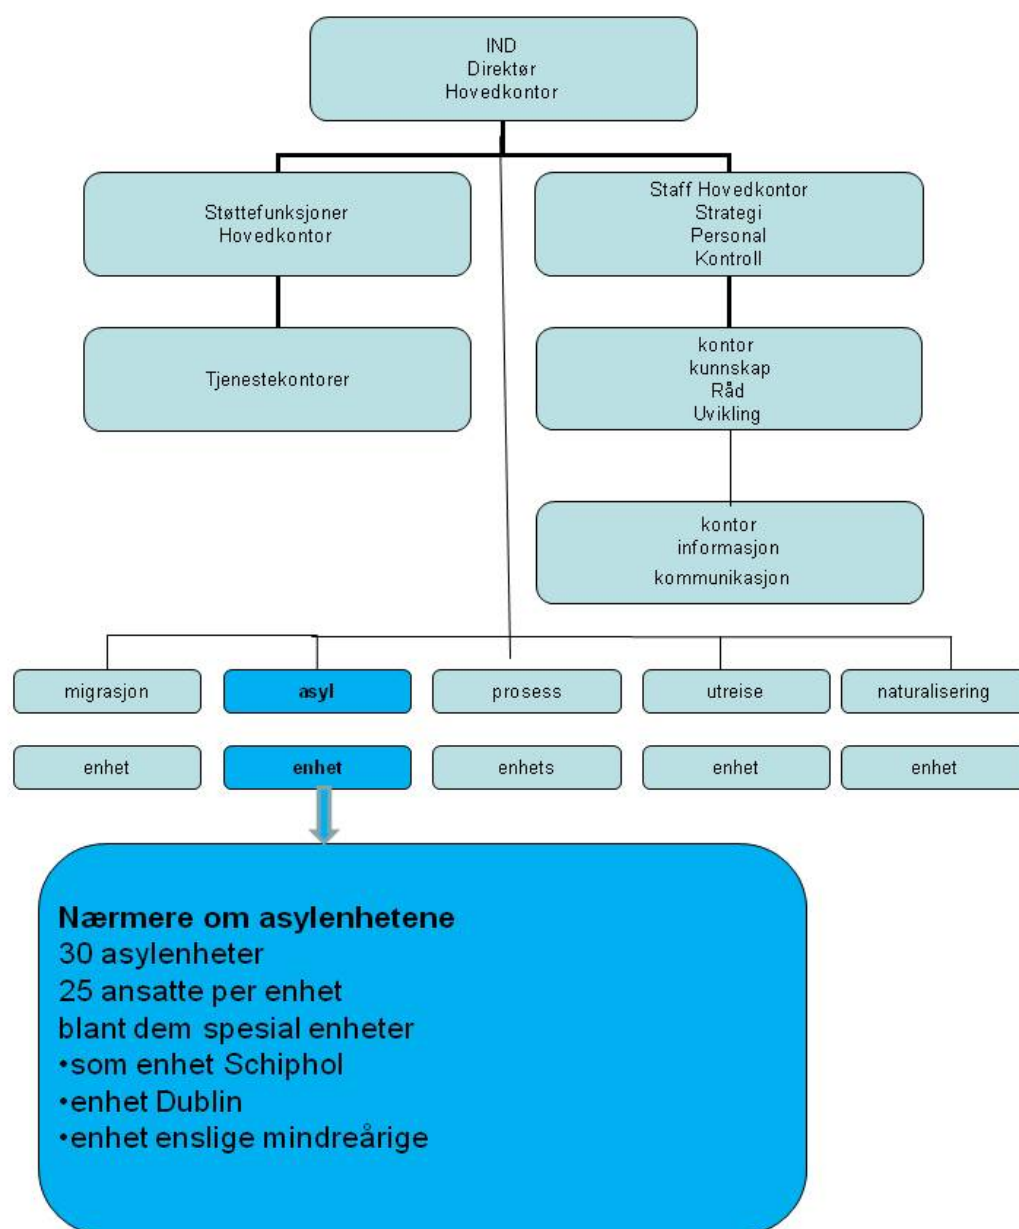 IND
Direktør
Hovedkontor
Støttefunksjoner
Hovedkontor
Staff Hovedkontor
Strategi
Personal
Kontroll
Tjenestekontorer
kontor
kunnskap
Råd
Uvikling
kontor
informasjon
kommunikasjon
migrasjon
asyl
prosess
utreise
naturalisering
enhet
enhet
enhets
enhet
enhet
Nærmere om asylenhetene
30 asylenheter
25 ansatte per enhet
blant dem spesial enheter
•som enhet Schiphol
•enhet Dublin
•enhet enslige mindreårige